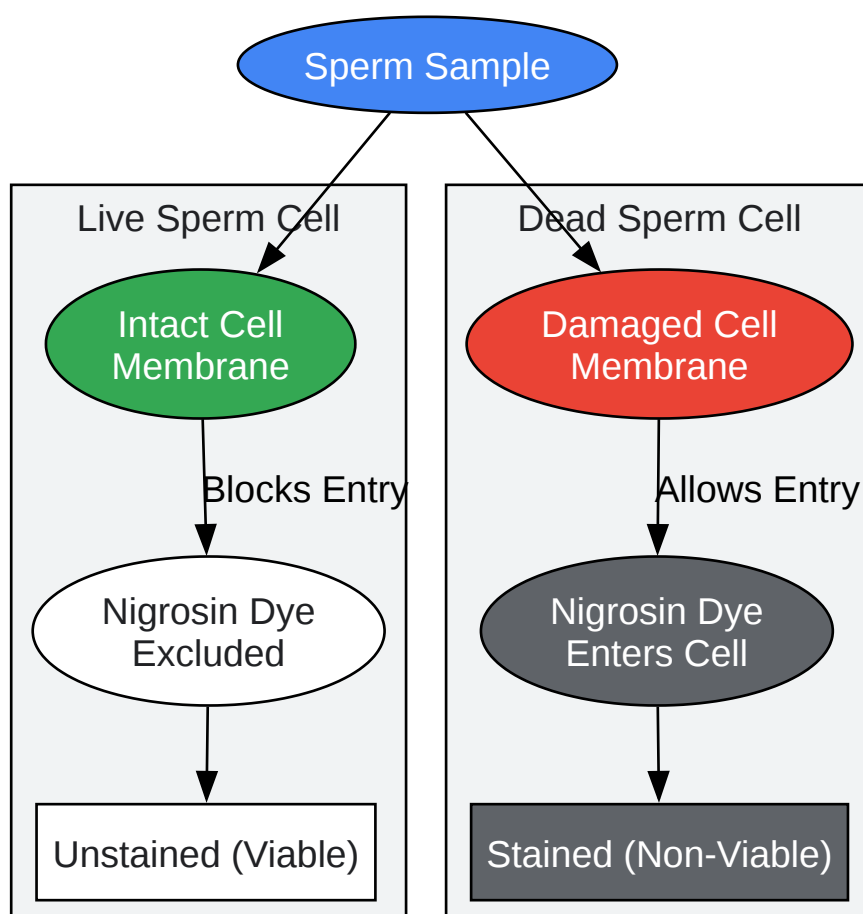 Sperm Sample
Live Sperm Cell
Dead Sperm Cell
Intact Cell
Membrane
Damaged Cell
Membrane
Blocks Entry
Allows Entry
Nigrosin Dye
Excluded
Nigrosin Dye
Enters Cell
Unstained (Viable)
Stained (Non-Viable)